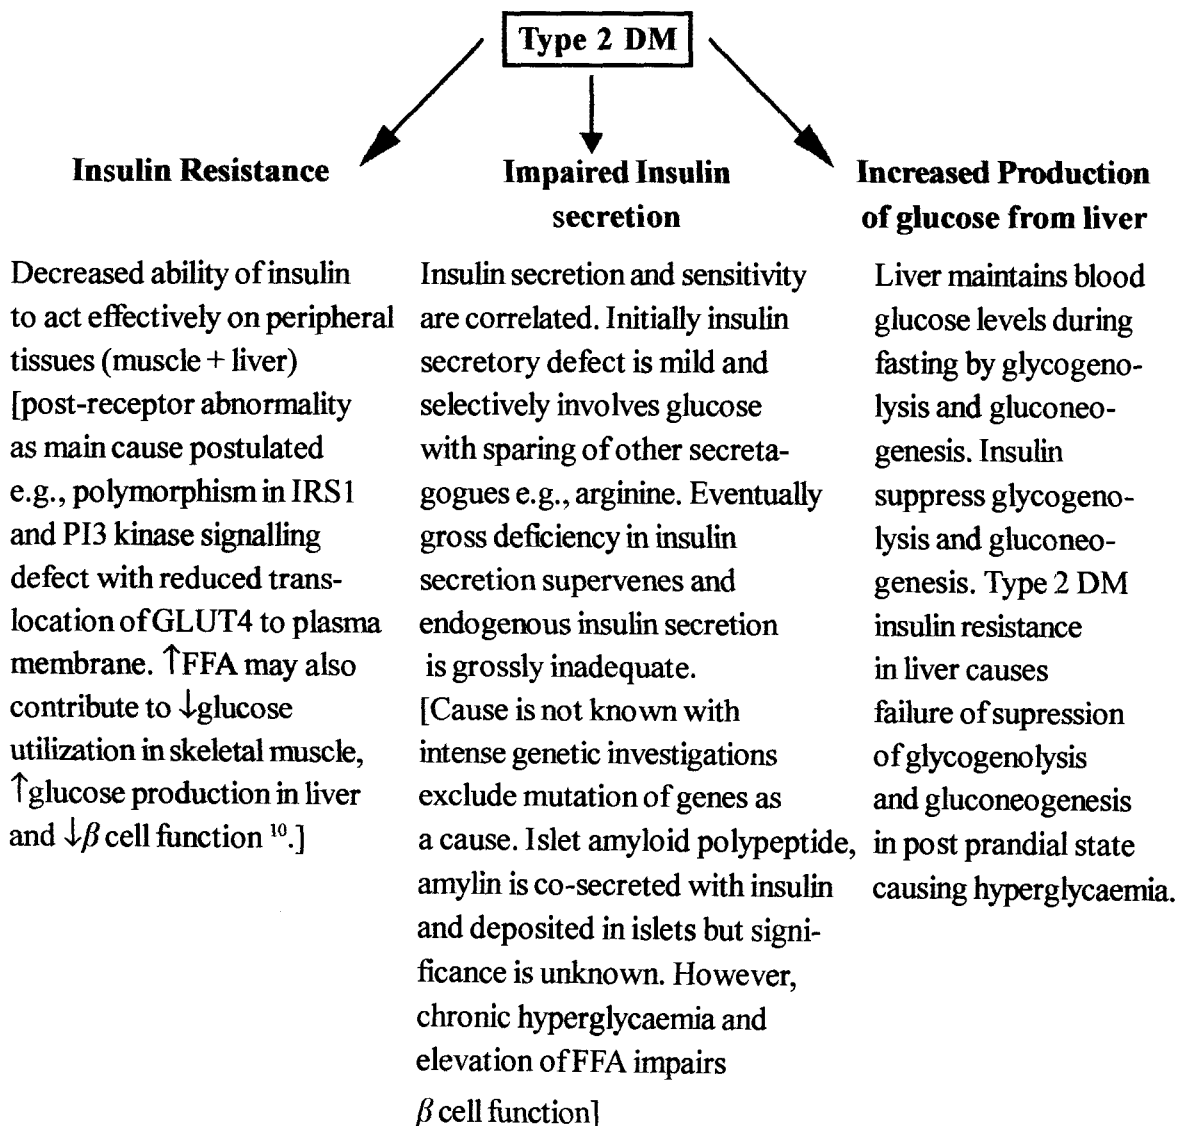 Type 2 DM
Insulin Resistance
Decreased ability of insulin
to act effectively on peripheral
tissues (muscle + liver)
[post-receptor abnormality
as main cause postulated
e.g., polymorphism in IRS1
and PI3 kinase signalling
defect with reduced trans-
location of GLUT4 to plasma
membrane. ↑FFA may also
contribute to ↓glucose
utilization in skeletal muscle,
↑glucose production in liver
and ↓β cell function ¹⁰.]
Impaired Insulin
secretion
Insulin secretion and sensitivity
are correlated. Initially insulin
secretory defect is mild and
selectively involves glucose
with sparing of other secreta-
gogues e.g., arginine. Eventually
gross deficiency in insulin
secretion supervenes and
endogenous insulin secretion
is grossly inadequate.
[Cause is not known with
intense genetic investigations
exclude mutation of genes as
a cause. Islet amyloid polypeptide,
amylin is co-secreted with insulin
and deposited in islets but signi-
ficance is unknown. However,
chronic hyperglycaemia and
elevation of FFA impairs
β cell function]
Increased Production
of glucose from liver
Liver maintains blood
glucose levels during
fasting by glycogeno-
lysis and gluconeo-
genesis. Insulin
suppress glycogeno-
lysis and gluconeo-
genesis. Type 2 DM
insulin resistance
in liver causes
failure of supression
of glycogenolysis
and gluconeogenesis
in post prandial state
causing hyperglycaemia.